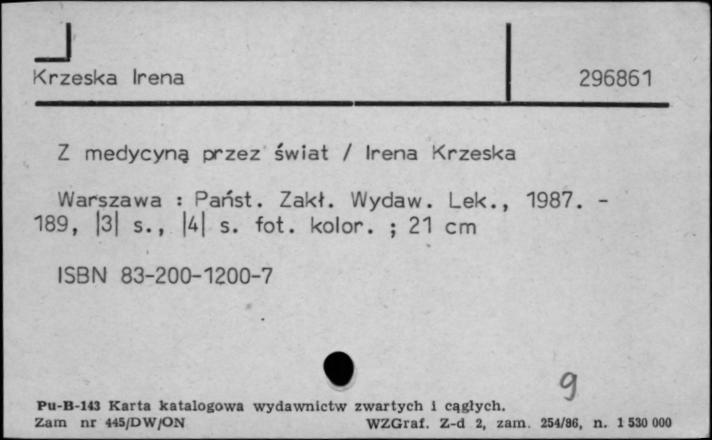 Krzeska Irena 296861
Z medycyną przez świat / Irena Krzeska
Warszawa : Państ. Zakł. Wydaw. Lek., 1987. -
189, |3| s., |4| s. fot. kolor. ; 21 cm
ISBN 83-200-1200-7
9
Pu-B-143 Karta katalogowa wydawnictw zwartych i cągłych.
Zam nr 445/DW/ON WZGraf. Z-d 2, zam. 254/86, n. 1 530 000